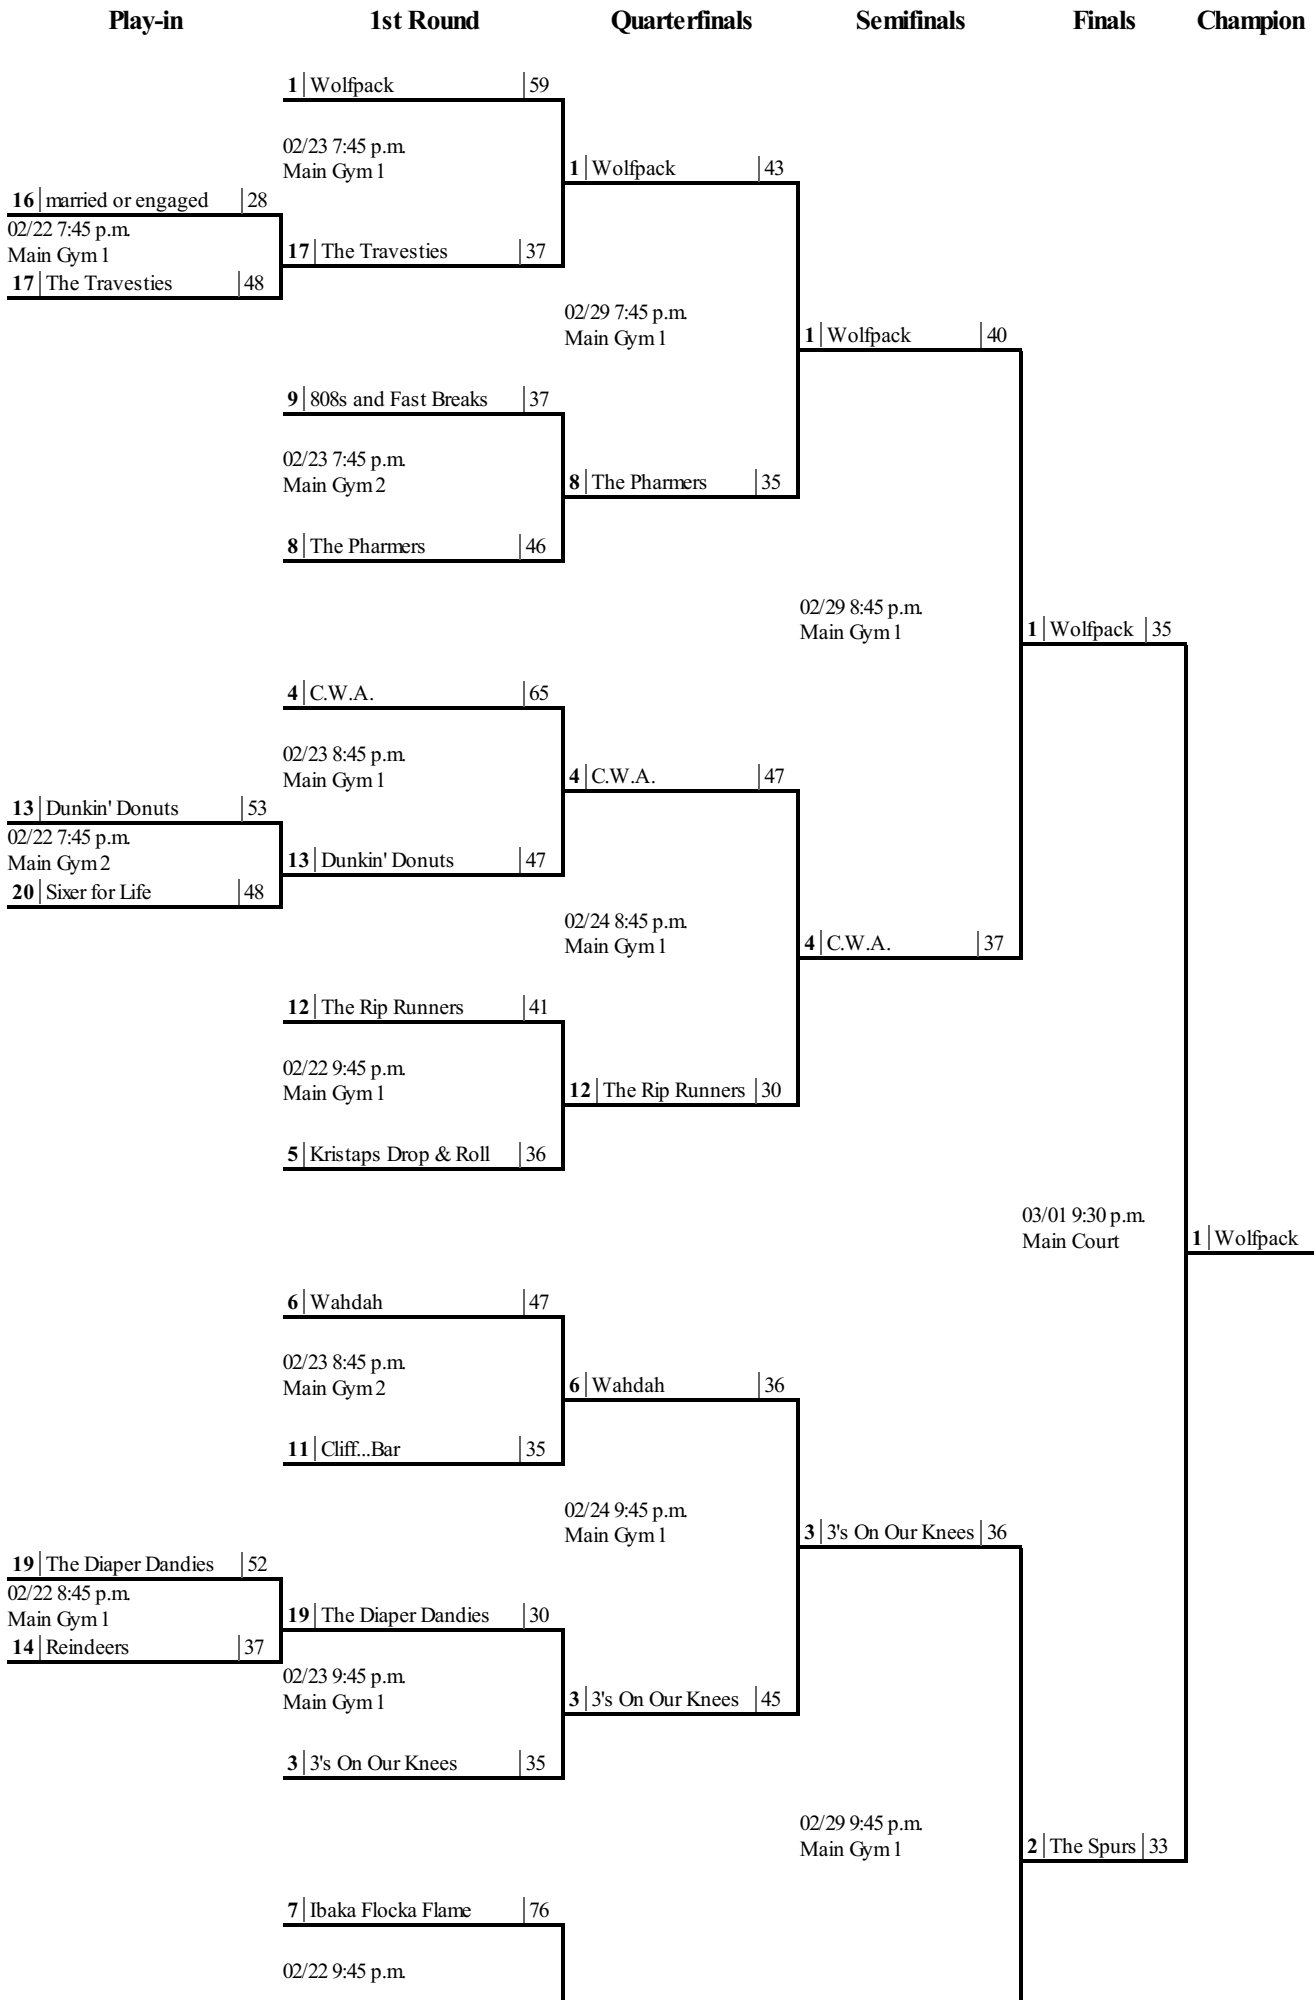 Play-in 1st Round Quarterfinals Semifinals Finals Champion
1 Wolfpack 59
02/23 7:45 p.m.
Main Gym 1
1 Wolfpack 43
16 married or engaged 28
02/22 7:45 p.m.
Main Gym 1
17 The Travesties 48
17 The Travesties 37
02/29 7:45 p.m.
Main Gym 1
1 Wolfpack 40
9 808s and Fast Breaks 37
02/23 7:45 p.m.
Main Gym 2
8 The Pharmers 35
8 The Pharmers 46
02/29 8:45 p.m.
Main Gym 1
1 Wolfpack 35
4 C.W.A. 65
02/23 8:45 p.m.
Main Gym 1
4 C.W.A. 47
13 Dunkin' Donuts 53
02/22 7:45 p.m.
Main Gym 2
20 Sixer for Life 48
13 Dunkin' Donuts 47
02/24 8:45 p.m.
Main Gym 1
4 C.W.A. 37
12 The Rip Runners 41
02/22 9:45 p.m.
Main Gym 1
12 The Rip Runners 30
5 Kristaps Drop & Roll 36
03/01 9:30 p.m.
Main Court
1 Wolfpack
6 Wahdah 47
02/23 8:45 p.m.
Main Gym 2
6 Wahdah 36
11 Cliff...Bar 35
02/24 9:45 p.m.
Main Gym 1
3 3's On Our Knees 36
19 The Diaper Dandies 52
02/22 8:45 p.m.
Main Gym 1
14 Reindeers 37
19 The Diaper Dandies 30
02/23 9:45 p.m.
Main Gym 1
3 3's On Our Knees 45
3 3's On Our Knees 35
02/29 9:45 p.m.
Main Gym 1
2 The Spurs 33
7 Ibaka Flocka Flame 76
02/22 9:45 p.m.